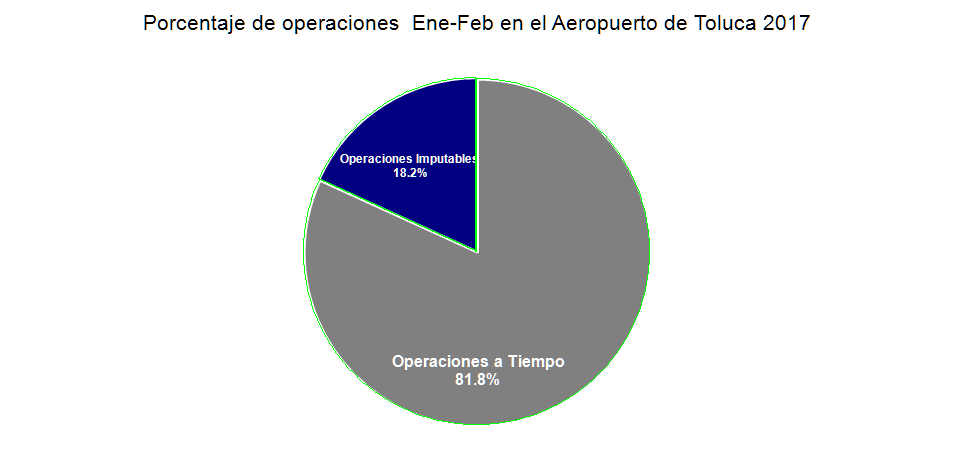 Porcentaje de operaciones  Ene-Feb en el Aeropuerto de Toluca 2017
Operaciones Imputables
18.2%
Operaciones a Tiempo
81.8%